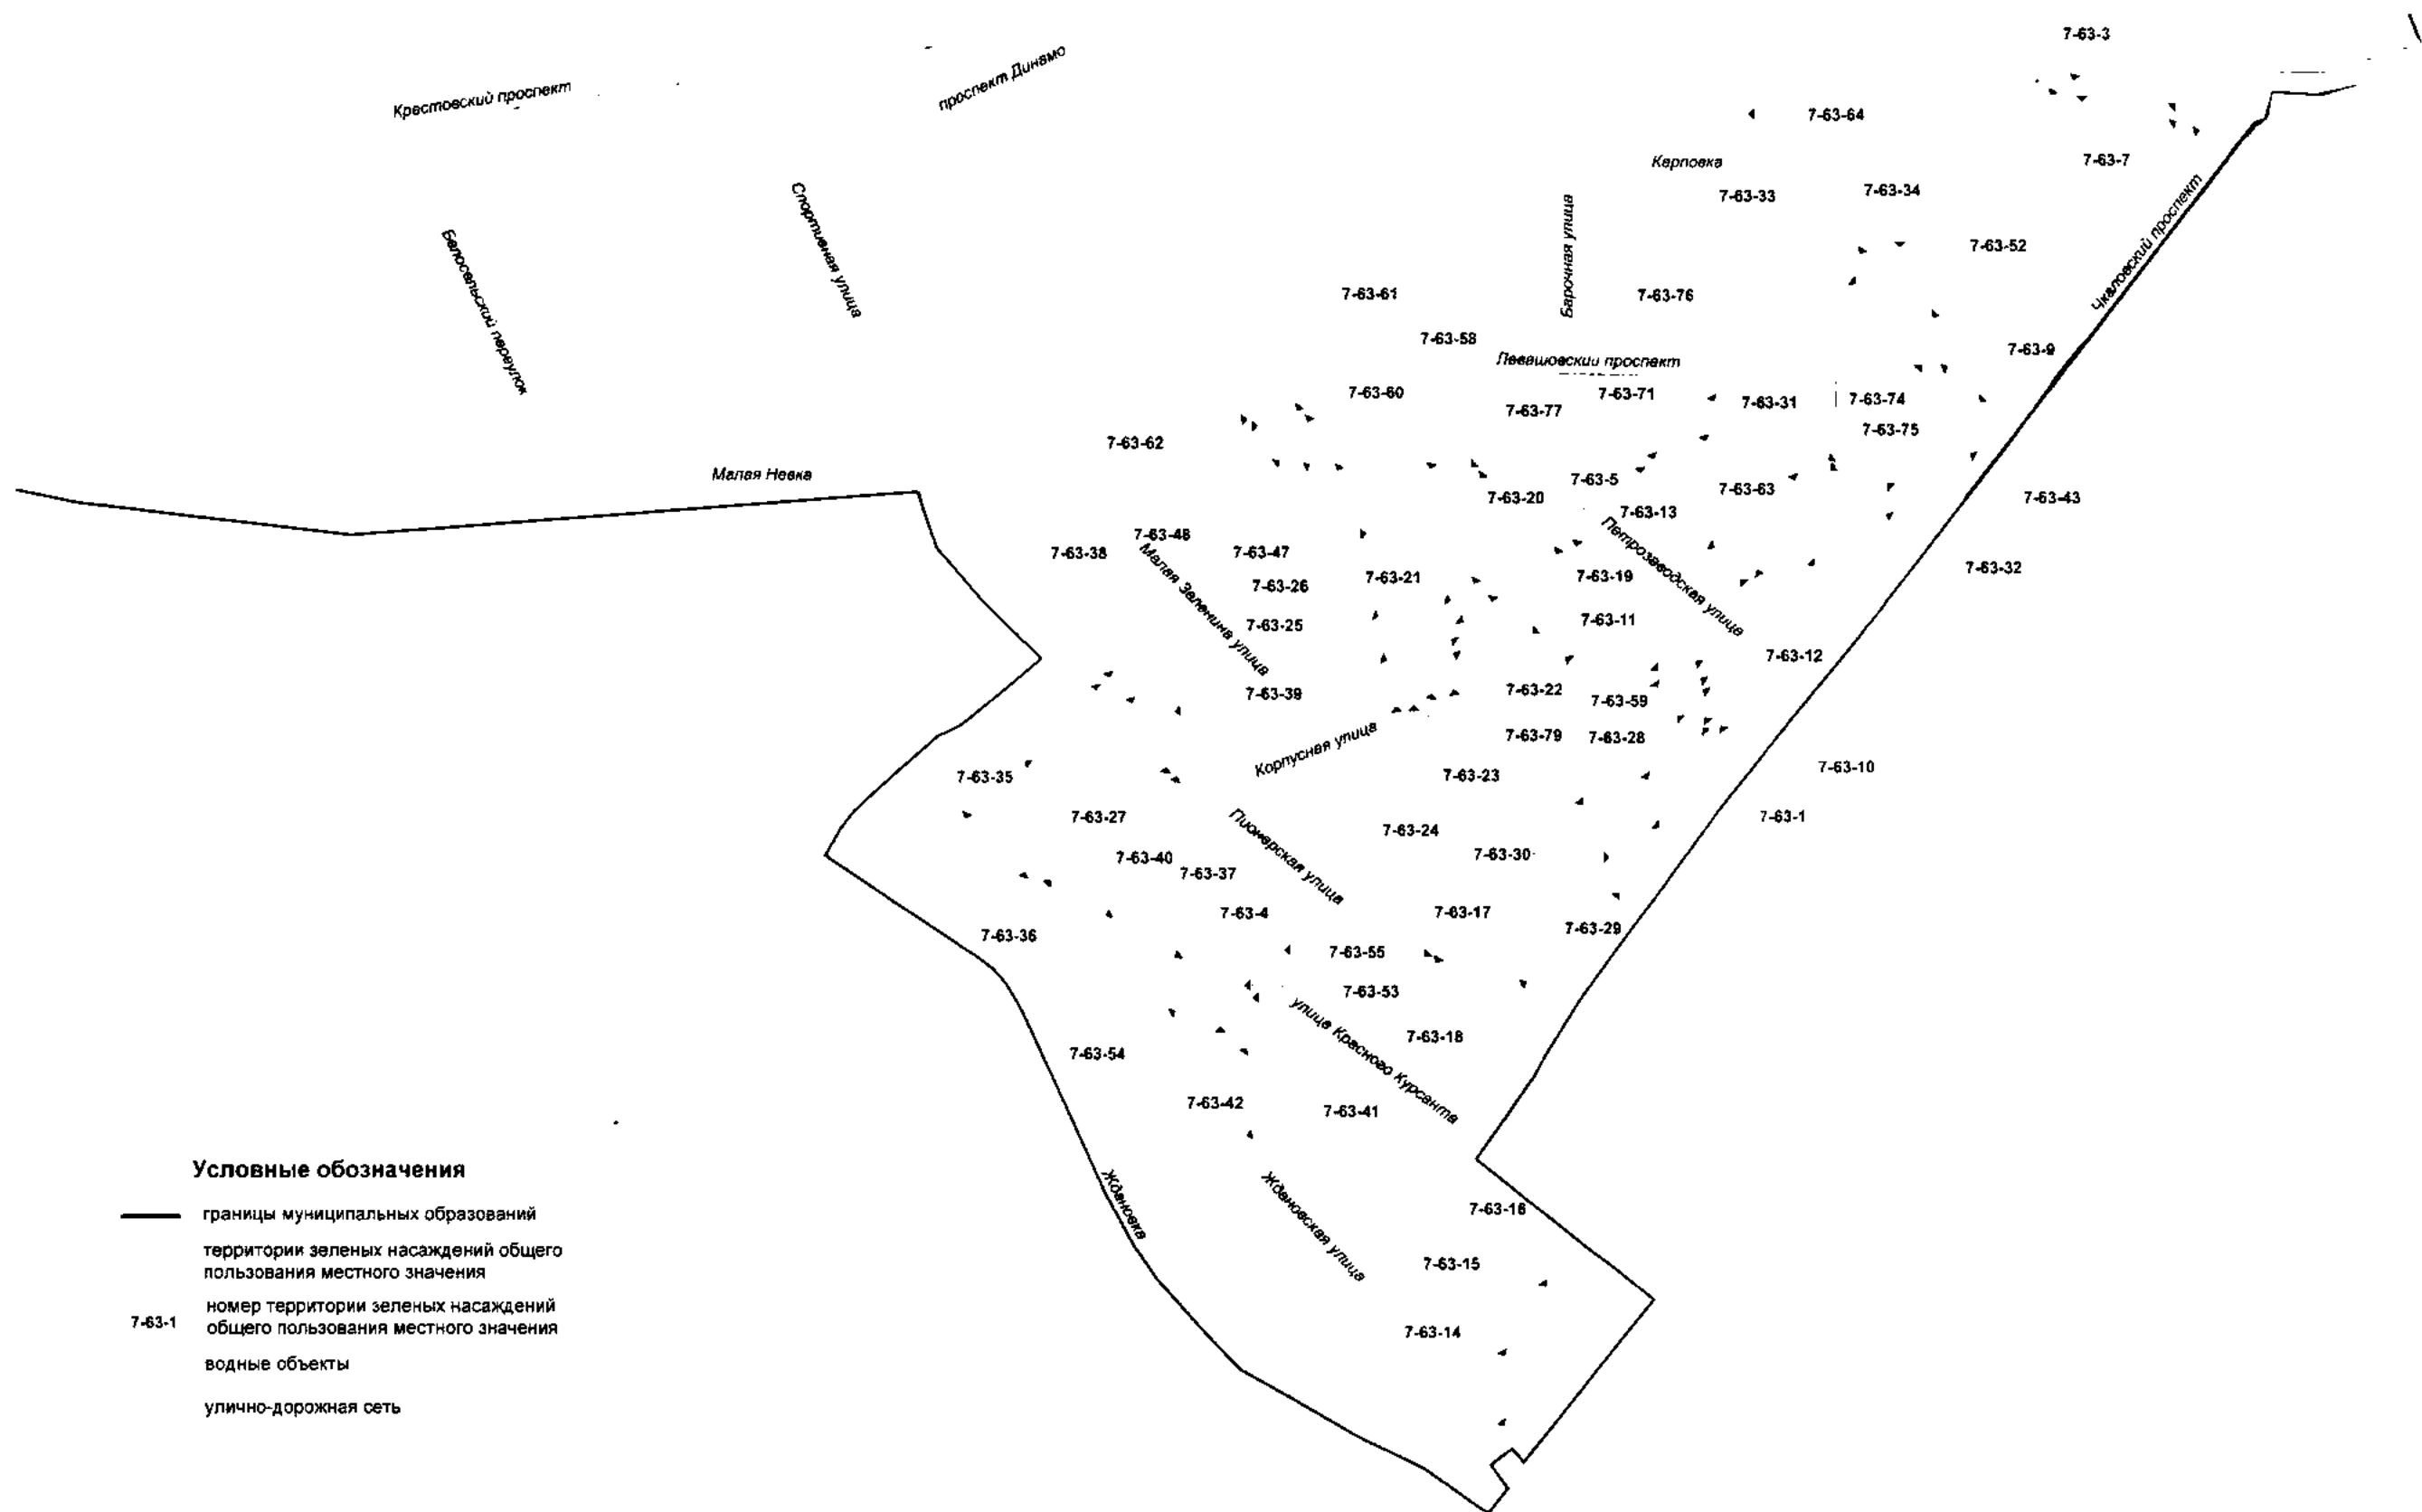 7-63-3
проспект Динамо
Крестовский проспект
7-63-64
Карповка
7-63-7
7-63-33
7-63-34
Спортивная улица
Барочная улица
Чкаловский проспект
7-63-52
Белосельский переулок
7-63-61
7-63-76
7-63-58
7-63-9
Левашовский проспект
7-63-60
7-63-71
7-63-77
7-63-31
7-63-74
7-63-75
7-63-62
Малая Невка
7-63-5
7-63-20
7-63-63
7-63-43
7-63-13
Петрозаводская улица
7-63-48
7-63-38
7-63-47
Малая Зеленина улица
7-63-26
7-63-21
7-63-19
7-63-32
7-63-25
7-63-11
7-63-12
7-63-39
7-63-22
7-63-59
Корпусная улица
7-63-79
7-63-28
7-63-35
7-63-23
7-63-10
7-63-27
Пионерская улица
7-63-24
7-63-1
7-63-40
7-63-37
7-63-30
7-63-4
7-63-17
7-63-36
7-63-55
7-63-29
7-63-53
улица Красного Курсанта
7-63-18
7-63-54
7-63-42
7-63-41
Ждановка
Ждановская улица
7-63-16
7-63-15
7-63-14
Условные обозначения
границы муниципальных образований
территории зеленых насаждений общего
пользования местного значения
номер территории зеленых насаждений
7-63-1 общего пользования местного значения
водные объекты
улично-дорожная сеть